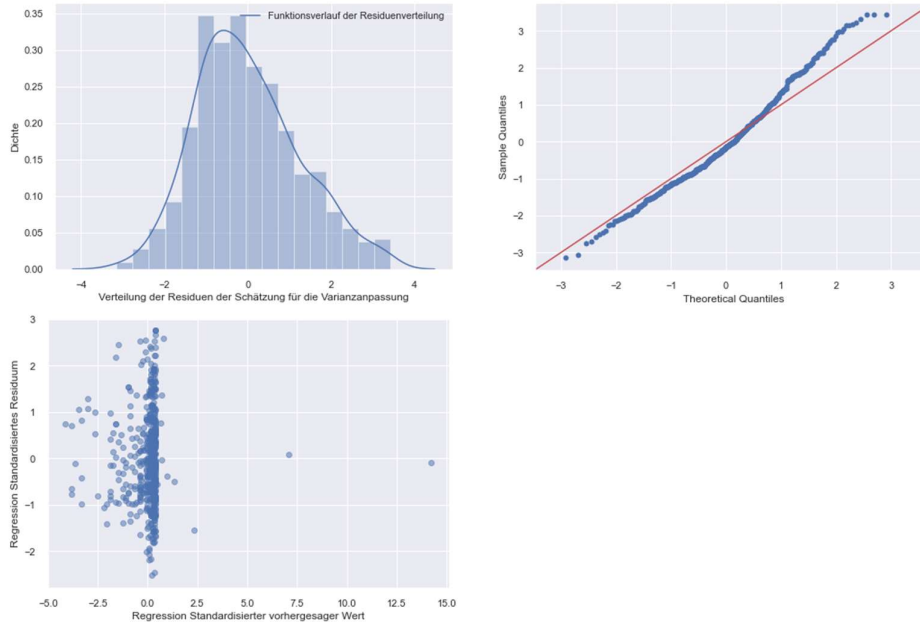 0.35
0.30
0.25
0.20
0.15
0.10
0.05
0.00
Dichte
Funktionsverlauf der Residuenverteilung
−4 −2 0 2 4
Verteilung der Residuen der Schätzung für die Varianzanpassung
3
2
1
0
−1
−2
−3
Sample Quantiles
−3 −2 −1 0 1 2 3
Theoretical Quantiles
3
2
1
0
−1
−2
Regression Standardisiertes Residuum
−5.0 −2.5 0.0 2.5 5.0 7.5 10.0 12.5 15.0
Regression Standardisierter vorhergesager Wert